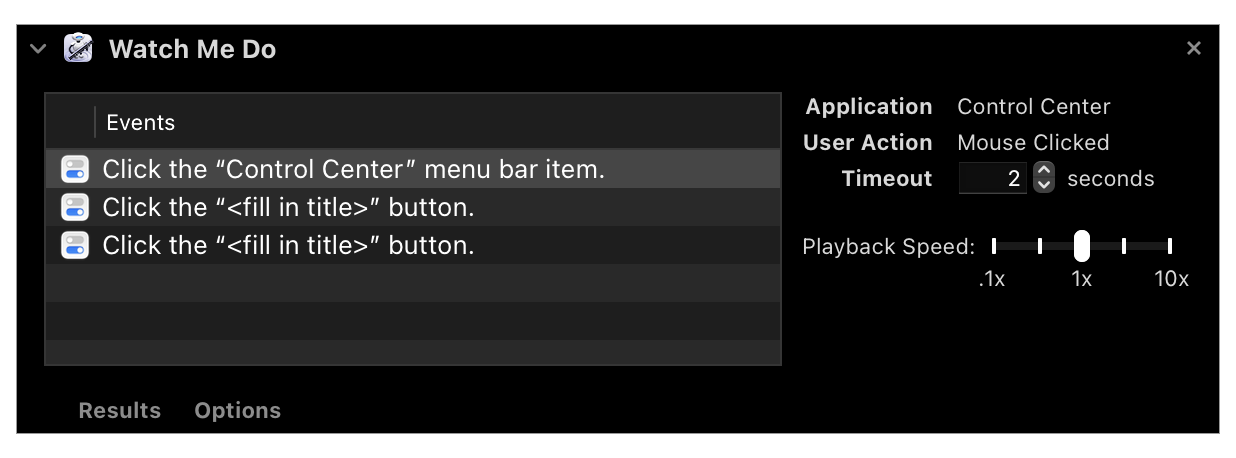 Watch Me Do
Events
Click the “Control Center” menu bar item.
Click the “<fill in title>” button.
Click the “<fill in title>” button.
Application Control Center
User Action Mouse Clicked
Timeout 2 seconds
Playback Speed:
.1x 1x 10x
Results Options